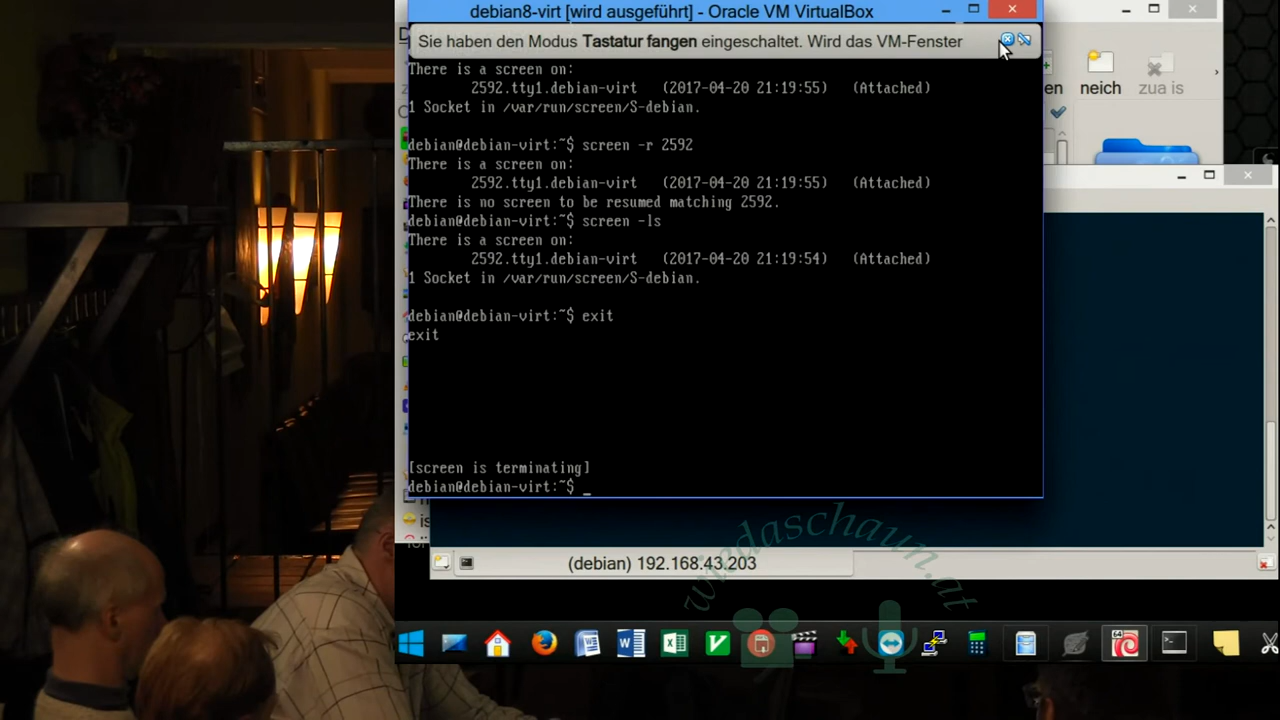 debian8-virt [wird ausgeführt] - Oracle VM VirtualBox
Sie haben den Modus Tastatur fangen eingeschaltet. Wird das VM-Fenster
There is a screen on:
2592.tty1.debian-virt (2017-04-20 21:19:55) (Attached)
1 Socket in /var/run/screen/S-debian.
debian@debian-virt:~$ screen -r 2592
There is a screen on:
2592.tty1.debian-virt (2017-04-20 21:19:55) (Attached)
There is no screen to be resumed matching 2592.
debian@debian-virt:~$ screen -ls
There is a screen on:
2592.tty1.debian-virt (2017-04-20 21:19:54) (Attached)
1 Socket in /var/run/screen/S-debian.
debian@debian-virt:~$ exit
exit
[screen is terminating]
debian@debian-virt:~$ _
en neich zua is
(debian) 192.168.43.203
wiedaschaun.at
64